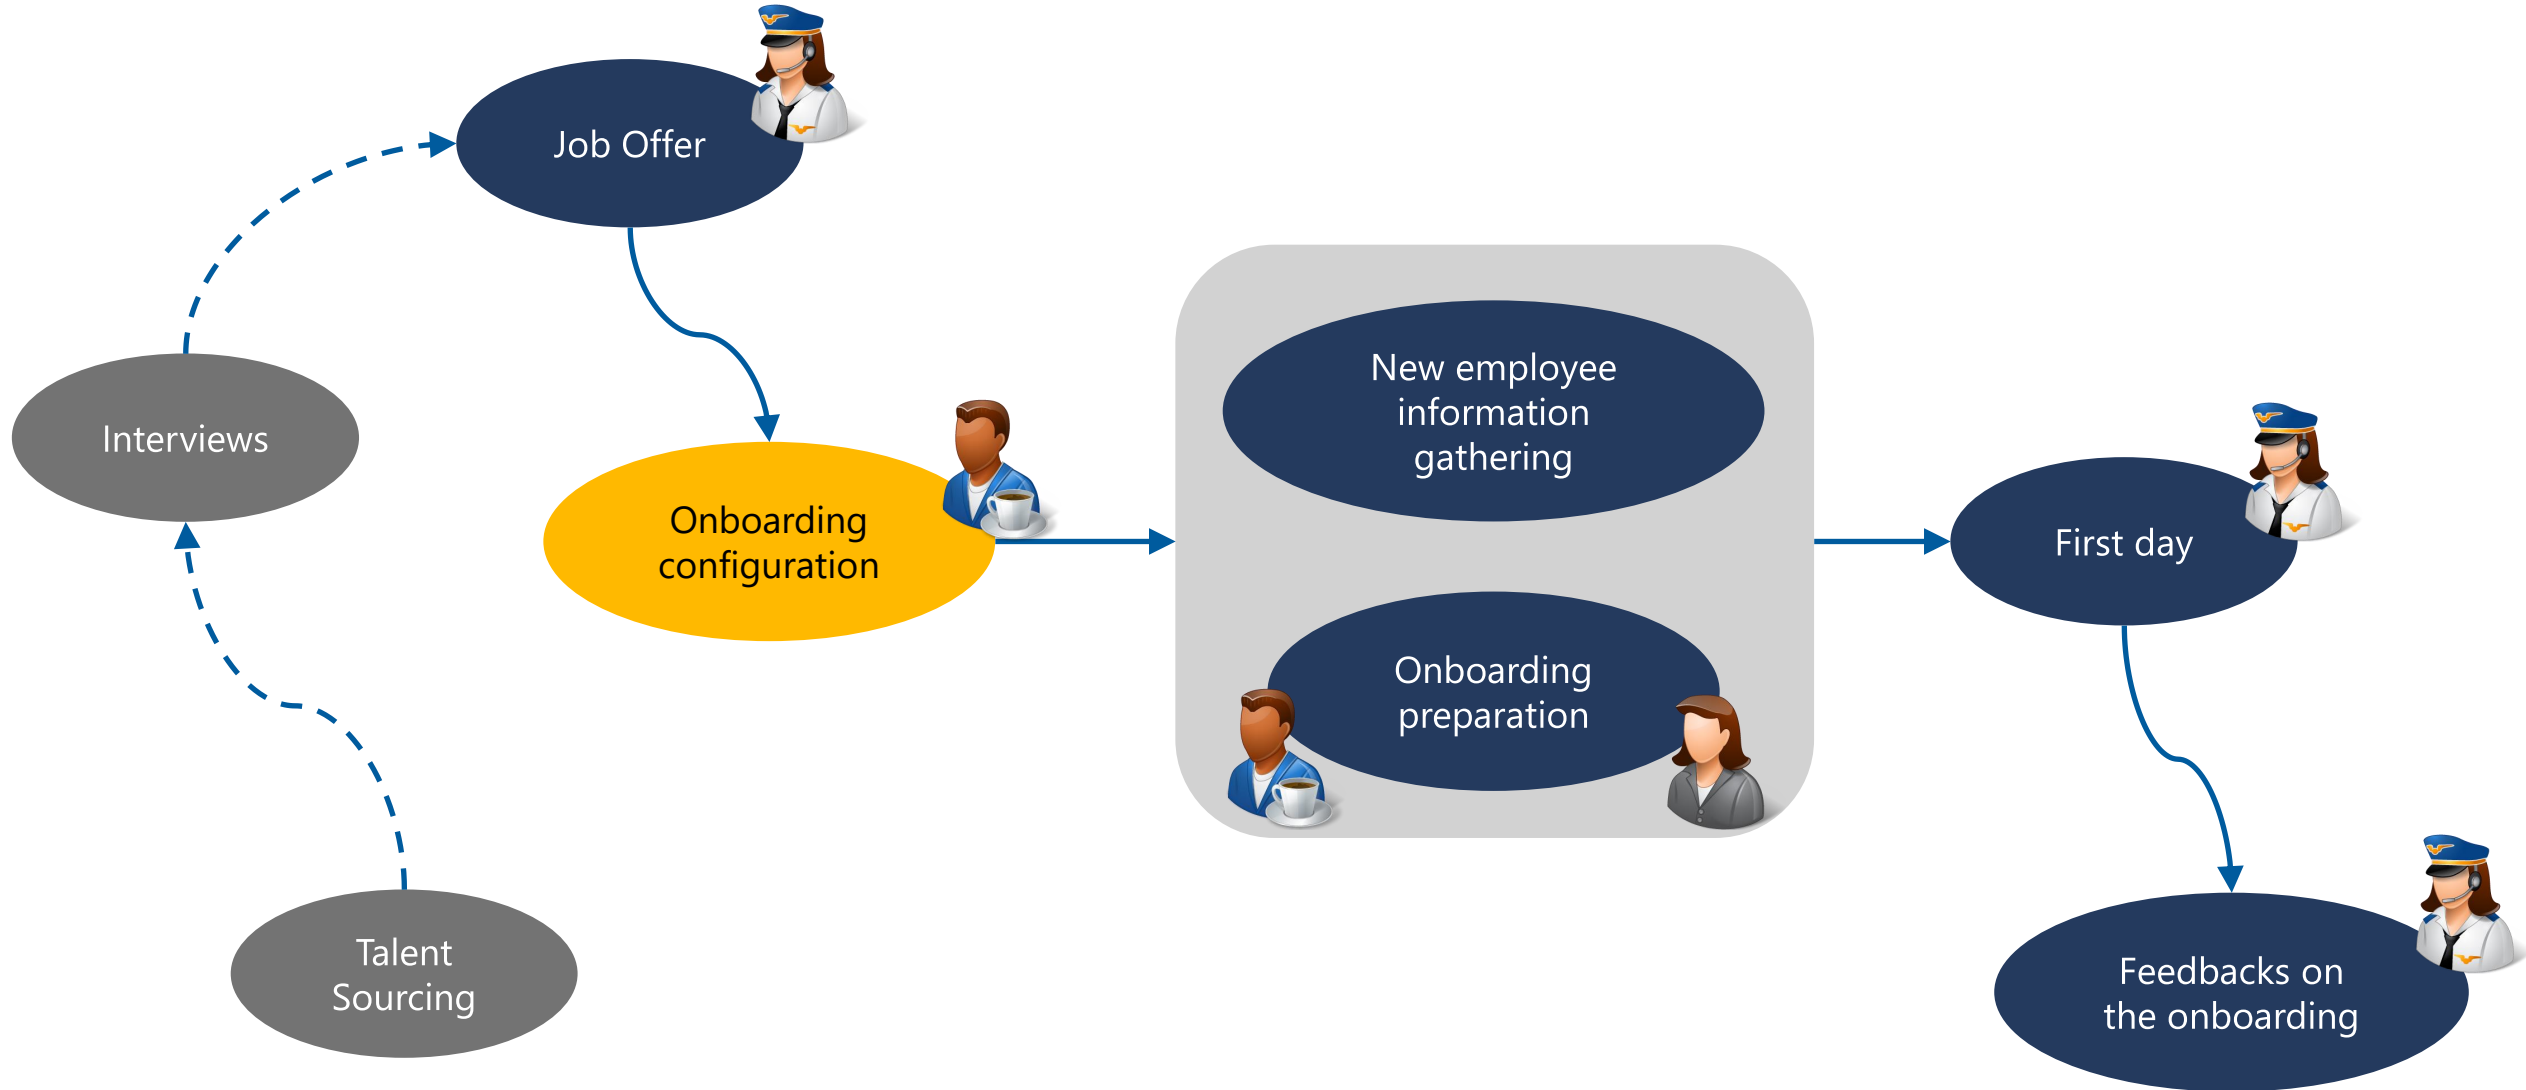 Job Offer
Interviews
Talent
Sourcing
Onboarding
configuration
New employee
information
gathering
Onboarding
preparation
First day
Feedbacks on
the onboarding